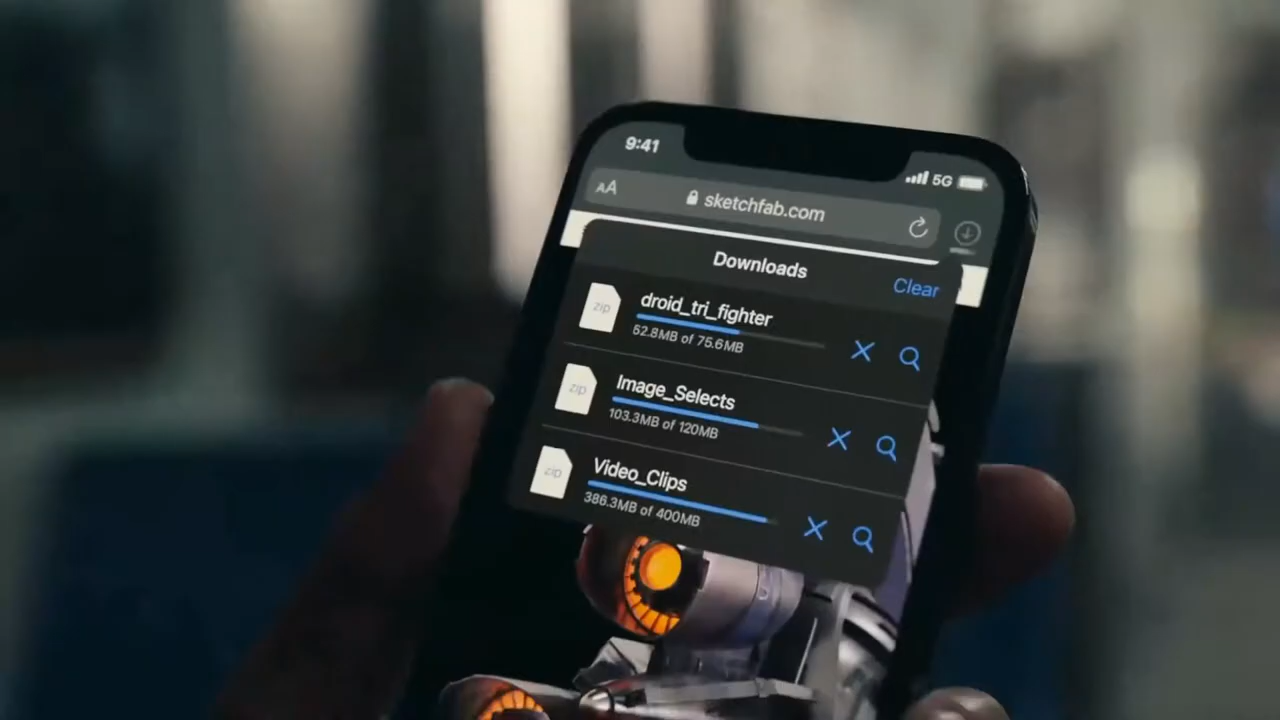 9:41
5G
AA
sketchfab.com
Downloads
Clear
zip
droid_tri_fighter
52.8MB of 75.6MB
zip
Image_Selects
103.3MB of 120MB
zip
Video_Clips
386.3MB of 400MB